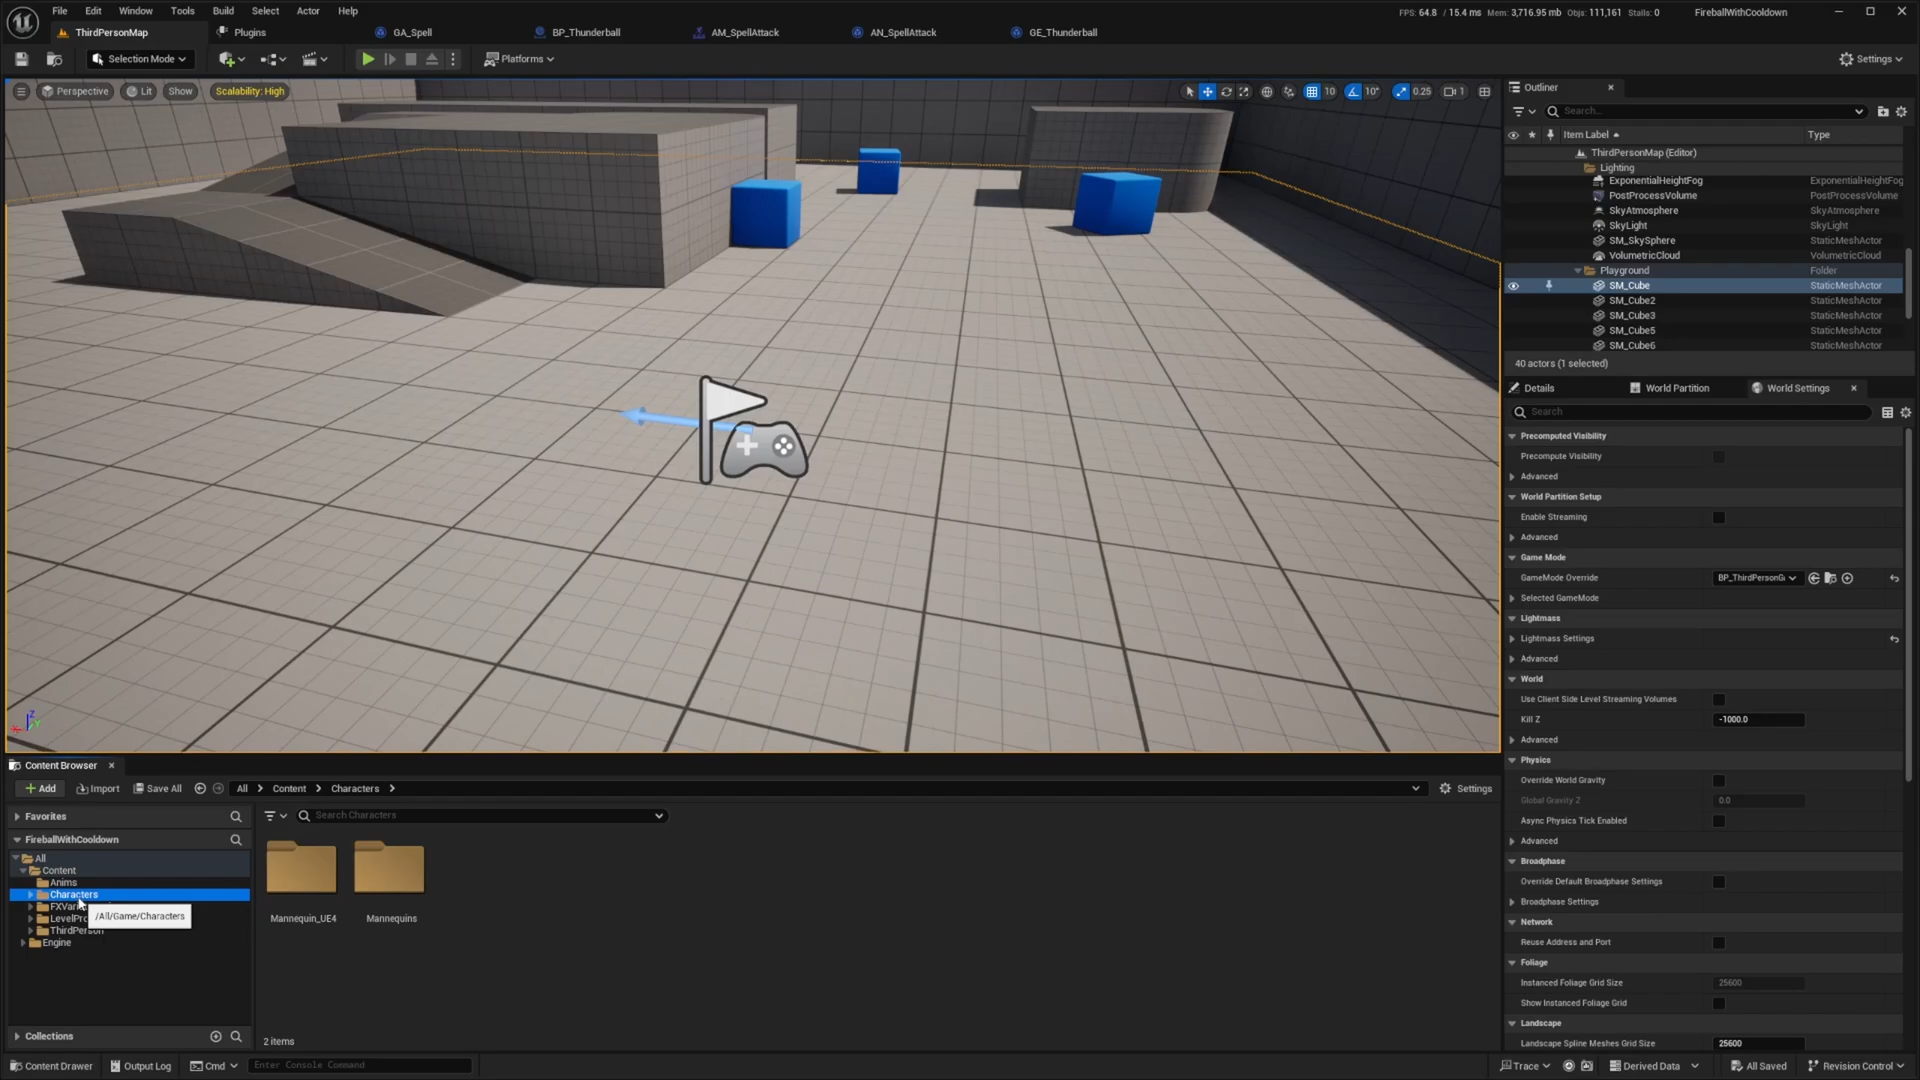 File Edit Window Tools Build Select Actor Help
FPS: 64.8 / 15.4 ms Mem: 3,716.95 mb Objs: 111,161 Stalls: 0 FireballWithCooldown
ThirdPersonMap Plugins GA_Spell BP_Thunderball AM_SpellAttack AN_SpellAttack GE_Thunderball
Selection Mode Platforms Settings
Perspective Lit Show Scalability: High 10 10° 0.25 1
Outliner
Search...
Item Label Type
ThirdPersonMap (Editor)
Lighting
ExponentialHeightFog ExponentialHeightFog
PostProcessVolume PostProcessVolume
SkyAtmosphere SkyAtmosphere
SkyLight SkyLight
SM_SkySphere StaticMeshActor
VolumetricCloud VolumetricCloud
Playground Folder
SM_Cube StaticMeshActor
SM_Cube2 StaticMeshActor
SM_Cube3 StaticMeshActor
SM_Cube5 StaticMeshActor
SM_Cube6 StaticMeshActor
40 actors (1 selected)
Details World Partition World Settings
Search
Precomputed Visibility
Precompute Visibility
Advanced
World Partition Setup
Enable Streaming
Advanced
Game Mode
GameMode Override BP_ThirdPersonG
Selected GameMode
Lightmass
Lightmass Settings
Advanced
World
Use Client Side Level Streaming Volumes
Kill Z -1000.0
Advanced
Physics
Override World Gravity
Global Gravity Z 0.0
Async Physics Tick Enabled
Advanced
Broadphase
Override Default Broadphase Settings
Broadphase Settings
Network
Reuse Address and Port
Foliage
Instanced Foliage Grid Size 25600
Show Instanced Foliage Grid
Landscape
Landscape Spline Meshes Grid Size 25600
Z
Content Browser
Add Import Save All All Content Characters Settings
Favorites
Search Characters
FireballWithCooldown
All
Content
Anims
Characters
FXVari
LevelPro
/All/Game/Characters
ThirdPerson
Engine
Mannequin_UE4 Mannequins
Collections
2 items
Content Drawer Output Log Cmd Enter Console Command Trace Derived Data All Saved Revision Control